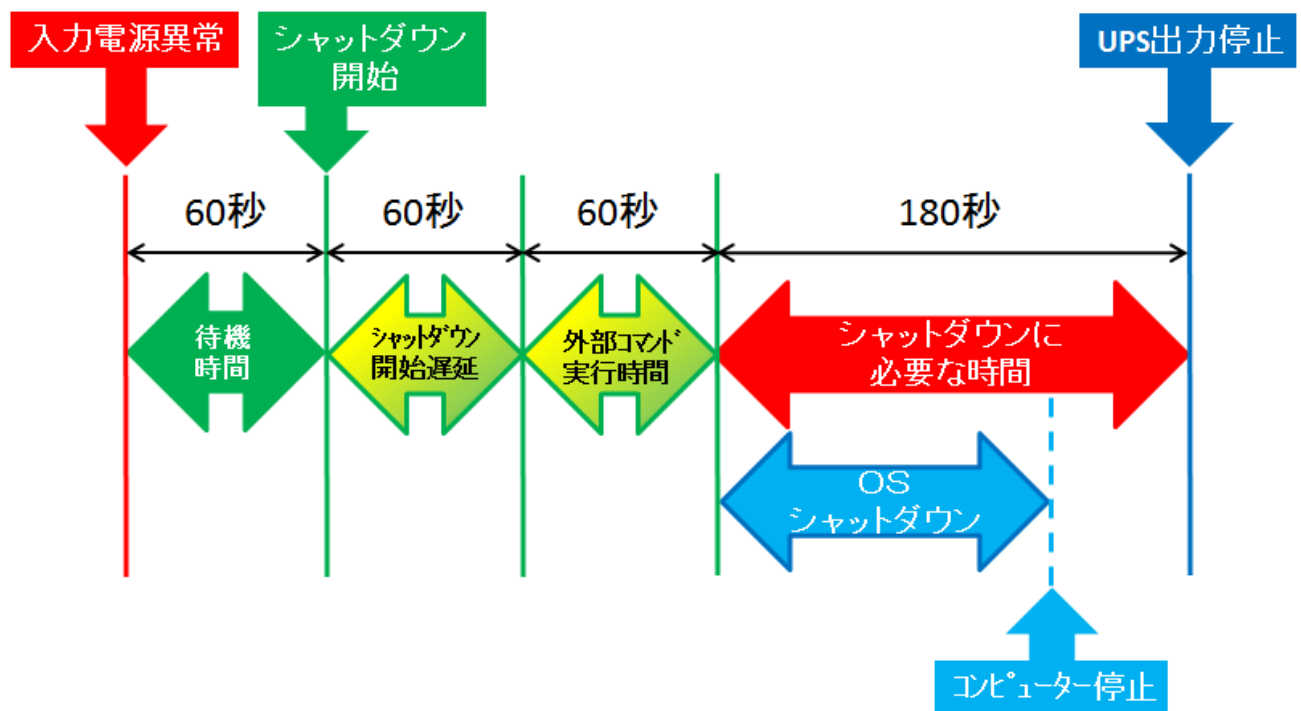 入力電源異常
シャットダウン
開始
UPS出力停止
60秒
60秒
60秒
180秒
待機
時間
ｼｬｯﾄﾀﾞｳﾝ
開始遅延
外部ｺﾏﾝﾄﾞ
実行時間
シャットダウンに
必要な時間
ＯＳ
シャットダウン
ｺﾝﾋﾟｭｰﾀｰ停止